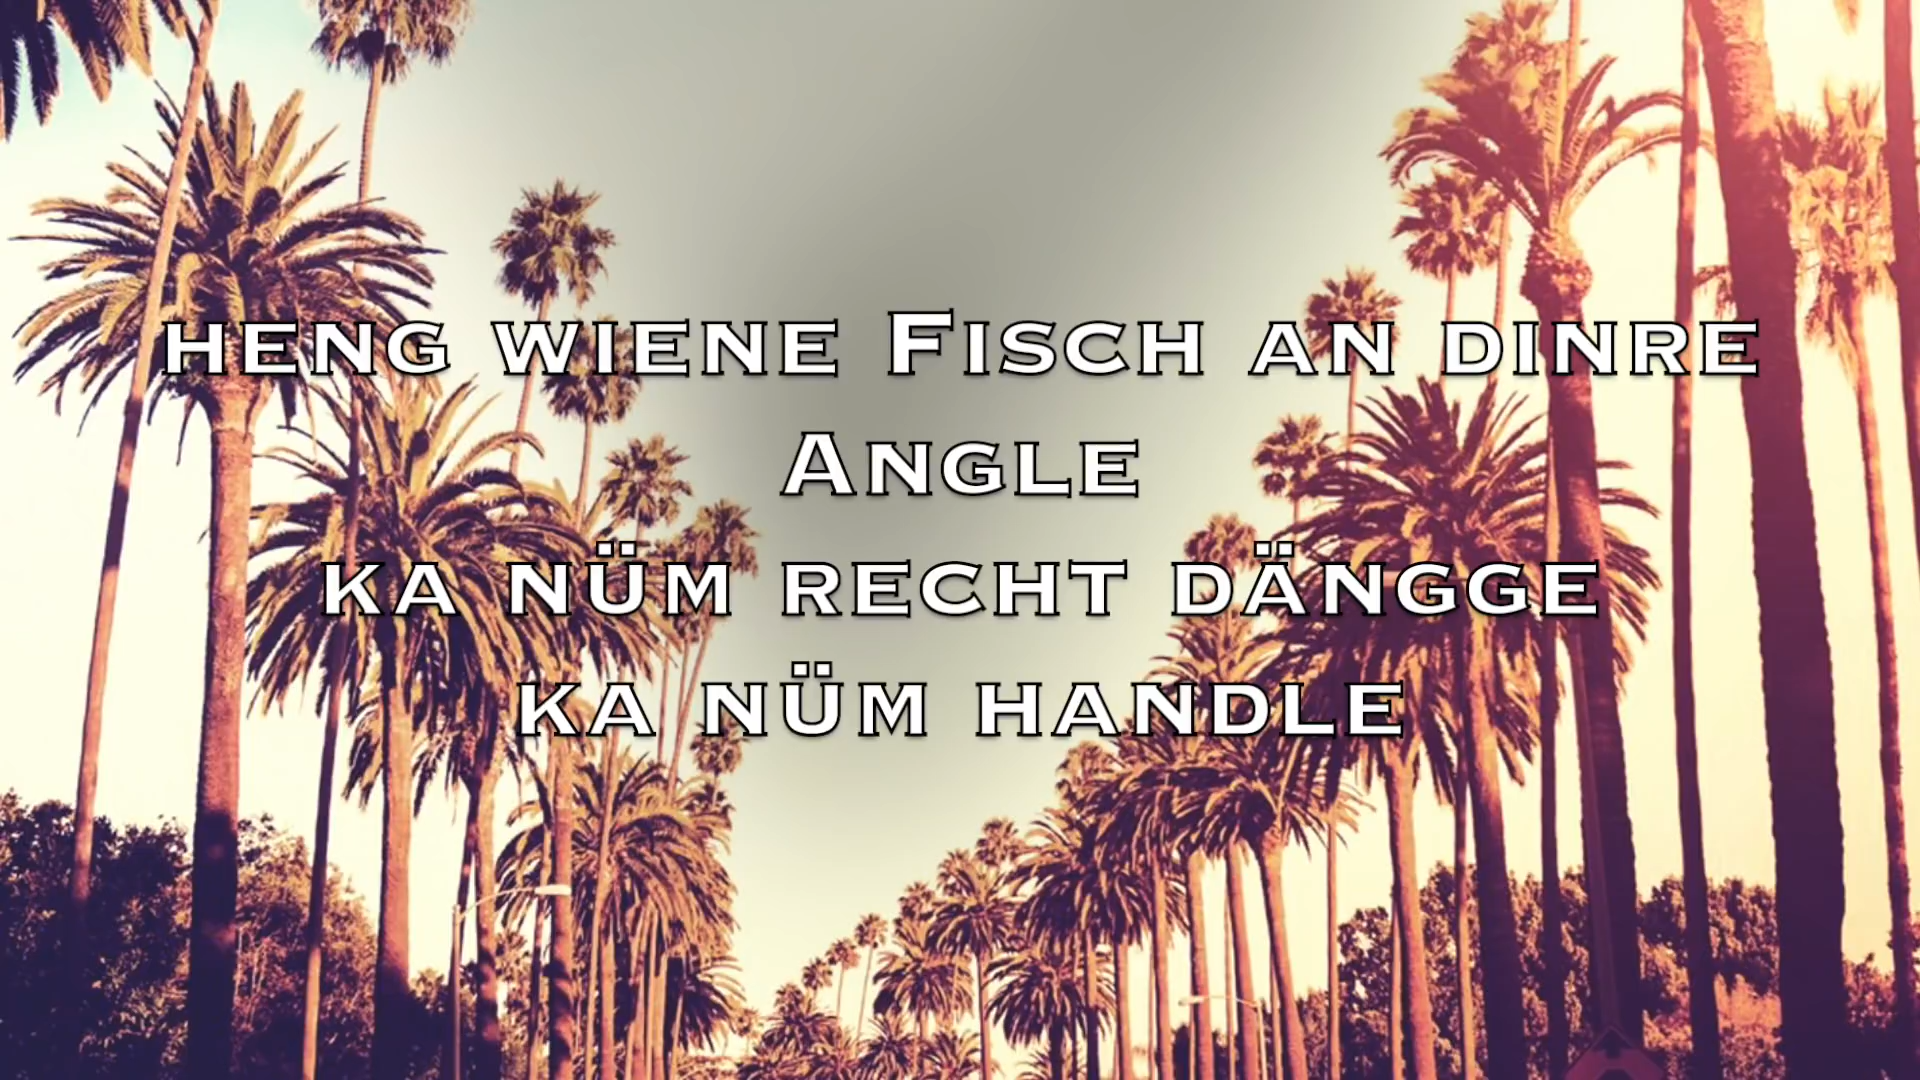 heng wiene Fisch an dinre
Angle
ka nüm recht dängge
ka nüm handle